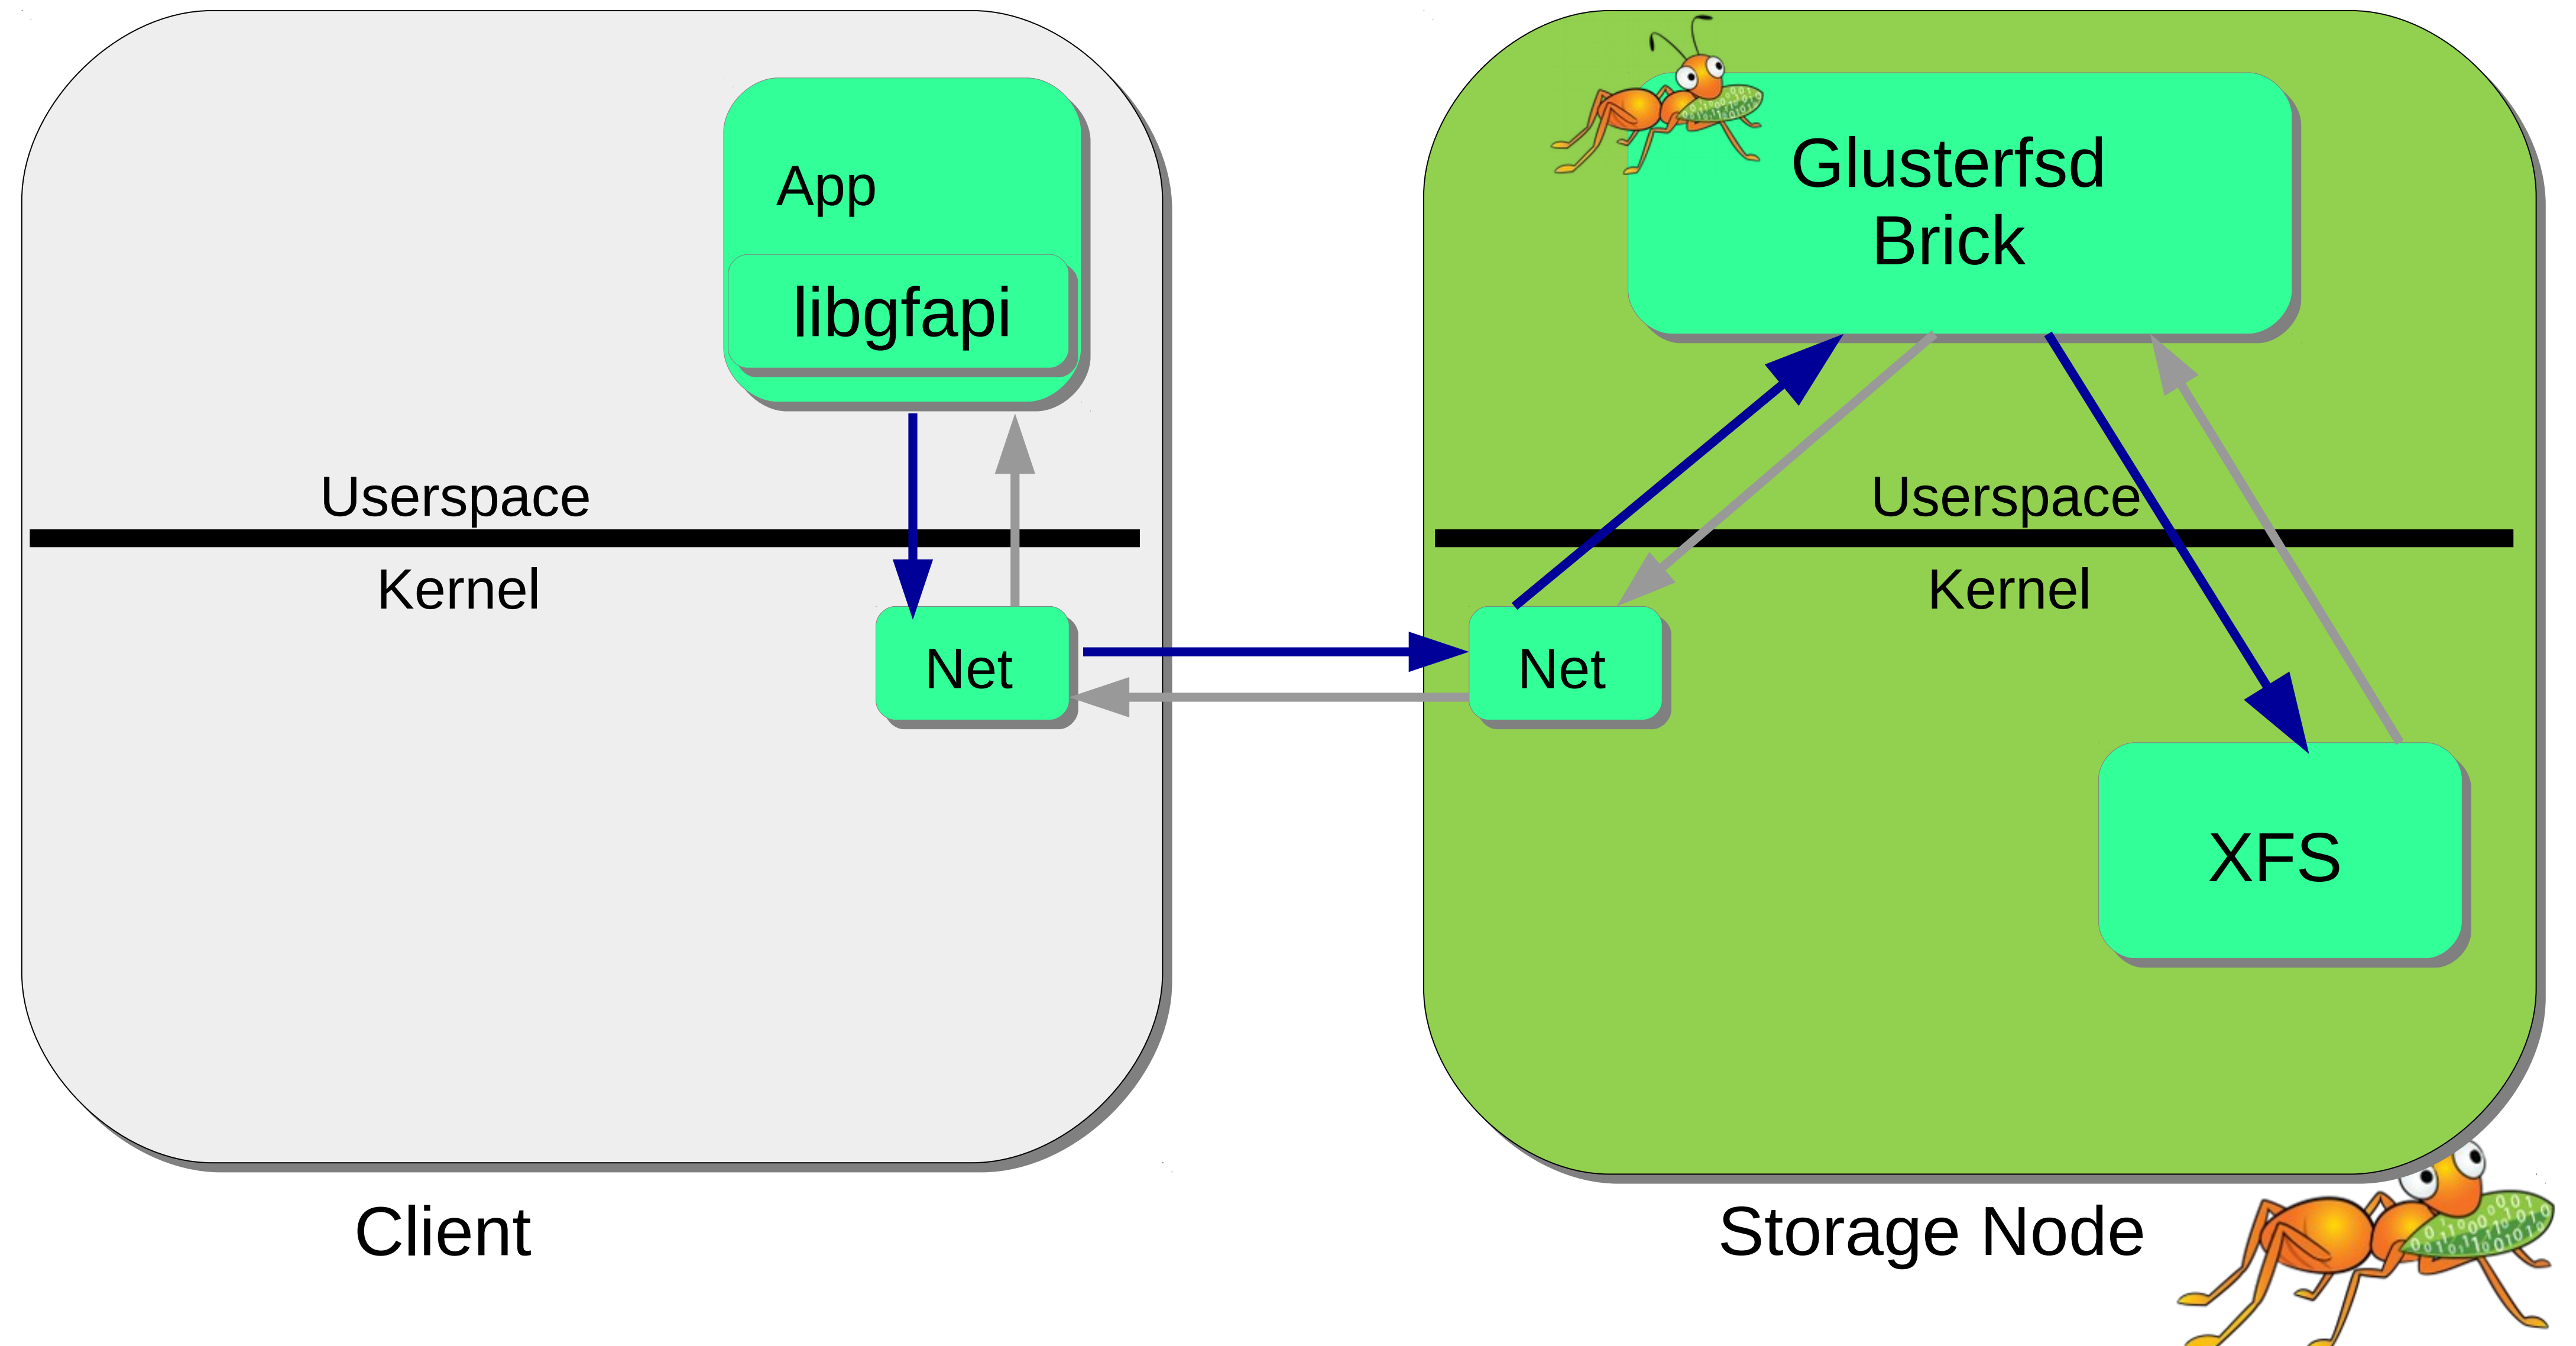 App
libgfapi
Userspace
Kernel
Net
Client
Glusterfsd
Brick
Userspace
Kernel
Net
XFS
Storage Node